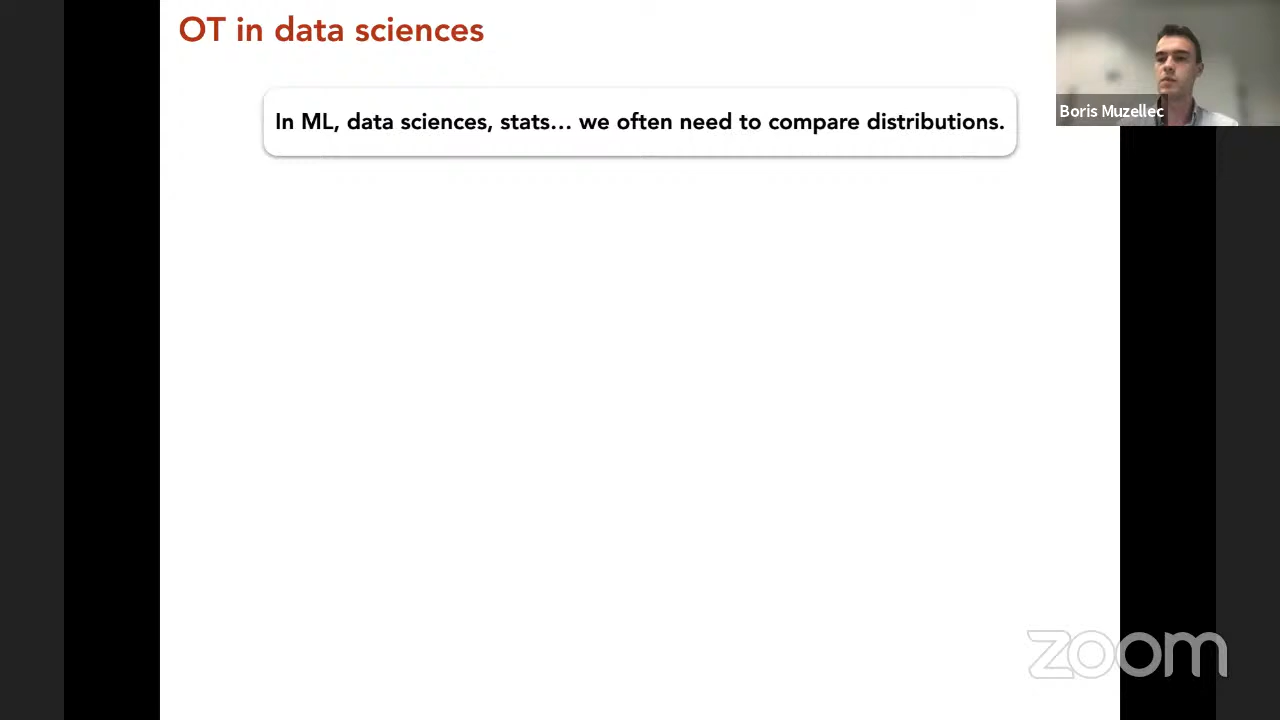 OT in data sciences
In ML, data sciences, stats... we often need to compare distributions.
Boris Muzellec
zoom